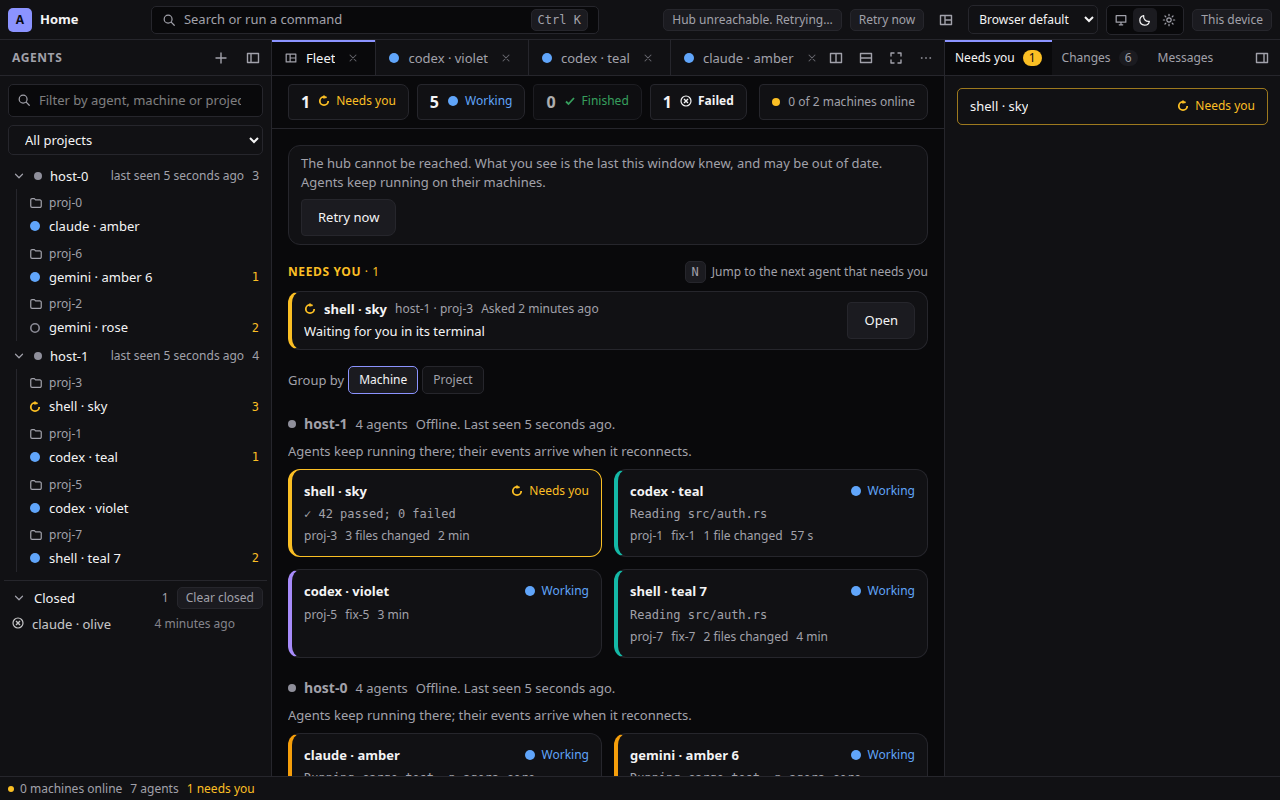 A Home
Search or run a command Ctrl K
Hub unreachable. Retrying...
Retry now
Browser default
This device
AGENTS
Filter by agent, machine or projec
All projects
host-0 last seen 5 seconds ago 3
proj-0
claude · amber
proj-6
gemini · amber 6 1
proj-2
gemini · rose 2
host-1 last seen 5 seconds ago 4
proj-3
shell · sky 3
proj-1
codex · teal 1
proj-5
codex · violet
proj-7
shell · teal 7 2
Closed 1 Clear closed
claude · olive 4 minutes ago
Fleet
codex · violet
codex · teal
claude · amber
1 Needs you
5 Working
0 Finished
1 Failed
0 of 2 machines online
The hub cannot be reached. What you see is the last this window knew, and may be out of date.
Agents keep running on their machines.
Retry now
NEEDS YOU · 1
N Jump to the next agent that needs you
shell · sky host-1 · proj-3 Asked 2 minutes ago
Waiting for you in its terminal
Open
Group by Machine Project
host-1 4 agents Offline. Last seen 5 seconds ago.
Agents keep running there; their events arrive when it reconnects.
shell · sky Needs you
✓ 42 passed; 0 failed
proj-3 3 files changed 2 min
codex · teal Working
Reading src/auth.rs
proj-1 fix-1 1 file changed 57 s
codex · violet Working
proj-5 fix-5 3 min
shell · teal 7 Working
Reading src/auth.rs
proj-7 fix-7 2 files changed 4 min
host-0 4 agents Offline. Last seen 5 seconds ago.
Agents keep running there; their events arrive when it reconnects.
claude · amber Working
gemini · amber 6 Working
Needs you 1
Changes 6
Messages
shell · sky Needs you
0 machines online 7 agents 1 needs you